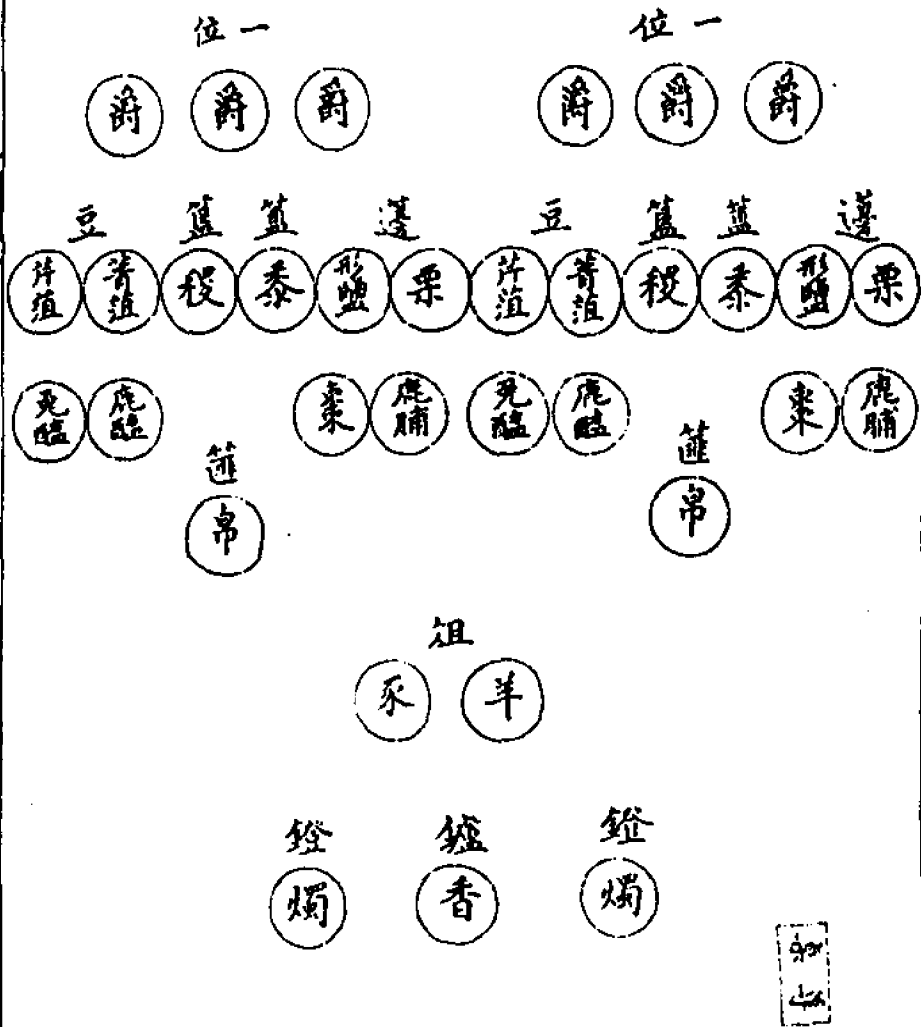 一位 一位
爵 爵 爵 爵 爵 爵
籩 簠 簋 豆 籩 簠 簋 豆
栗 形鹽 黍 稷 菁菹 芹菹 栗 形鹽 黍 稷 菁菹 芹菹
鹿脯 棗 鹿醢 兔醢 鹿脯 棗 鹿醢 兔醢
篚 篚
帛 帛
俎
羊 豕
鐙 鑪 鐙
燭 香 燭